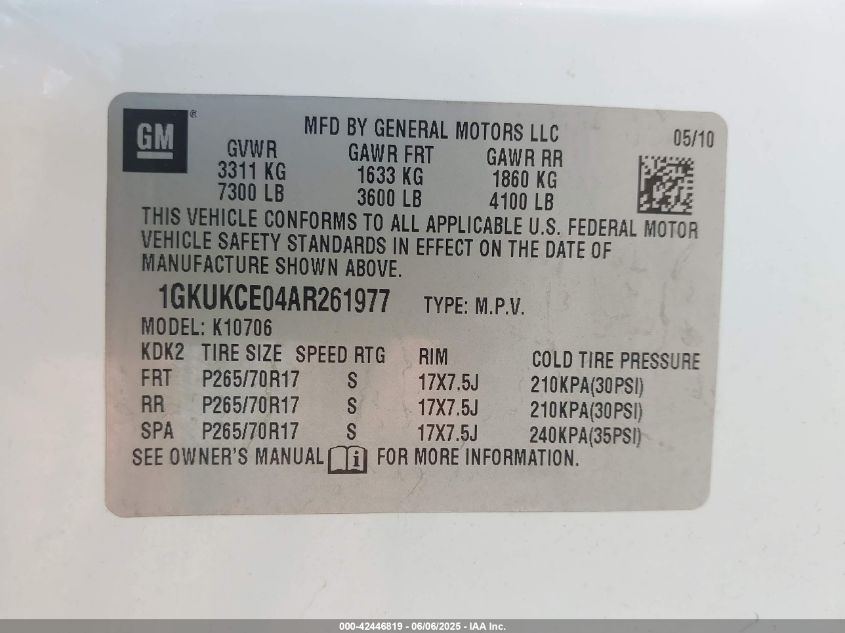 GM®
MFD BY GENERAL MOTORS LLC
05/10
GVWR GAWR FRT GAWR RR
3311 KG 1633 KG 1860 KG
7300 LB 3600 LB 4100 LB
THIS VEHICLE CONFORMS TO ALL APPLICABLE U.S. FEDERAL MOTOR
VEHICLE SAFETY STANDARDS IN EFFECT ON THE DATE OF
MANUFACTURE SHOWN ABOVE.
1GKUKCE04AR261977 TYPE: M.P.V.
MODEL: K10706
KDK2 TIRE SIZE SPEED RTG RIM COLD TIRE PRESSURE
FRT P265/70R17 S 17X7.5J 210KPA(30PSI)
RR P265/70R17 S 17X7.5J 210KPA(30PSI)
SPA P265/70R17 S 17X7.5J 240KPA(35PSI)
SEE OWNER'S MANUAL i FOR MORE INFORMATION.
000-42446819 - 06/06/2025 - IAA Inc.